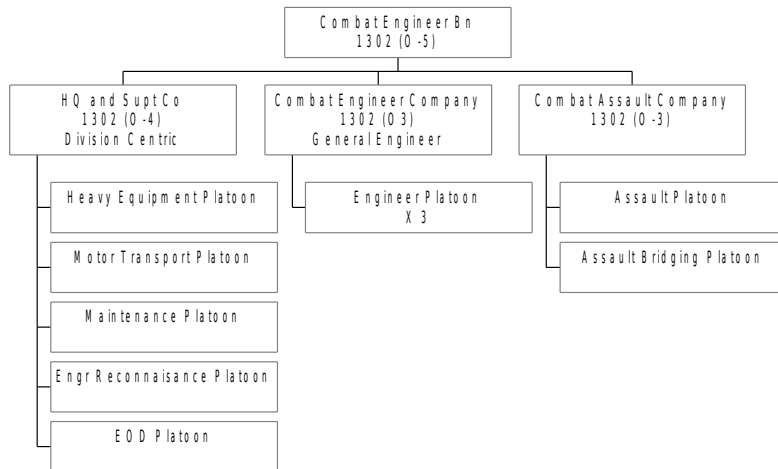 Combat Engineer Bn
1302 (O-5)
HQ and Supt Co
1302 (O-4)
Division Centric
Combat Engineer Company
1302 (O3)
General Engineer
Combat Assault Company
1302 (O-3)
Heavy Equipment Platoon
Motor Transport Platoon
Maintenance Platoon
Engr Reconnaisance Platoon
EOD Platoon
Engineer Platoon
X 3
Assault Platoon
Assault Bridging Platoon